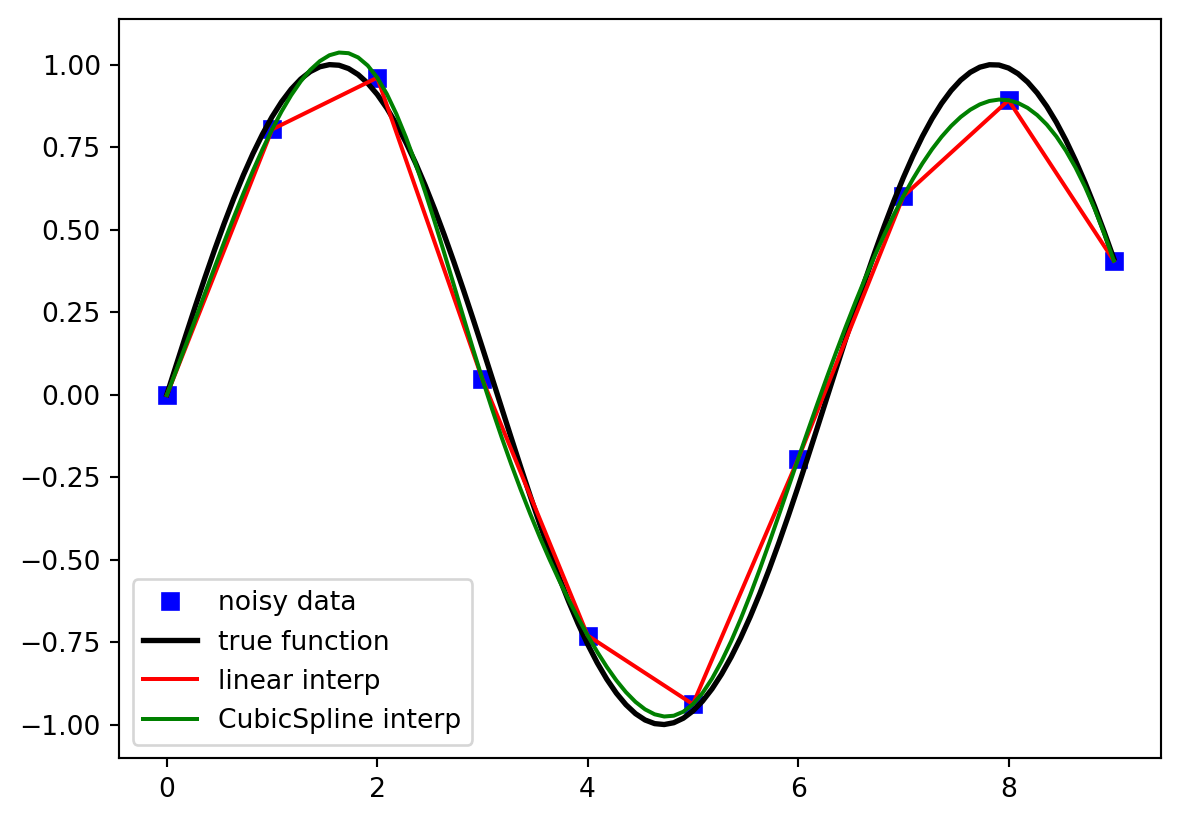 1.00
0.75
0.50
0.25
0.00
−0.25
−0.50
−0.75
−1.00
noisy data
true function
linear interp
CubicSpline interp
0 2 4 6 8